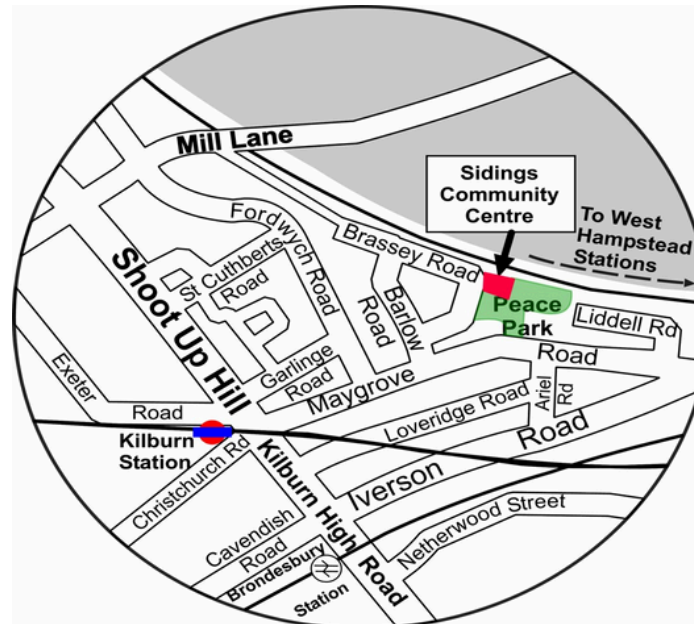 Mill Lane
Sidings
Community
Centre
To West
Hampstead
Stations
Fordwych Road
Brassey Road
St Cuthberts
Road
Barlow
Road
Peace
Park
Liddell Rd
Shoot Up Hill
Garlinge
Road
Maygrove
Road
Exeter
Road
Ariel
Rd
Loveridge Road
Kilburn
Station
Christchurch Rd
Iverson
Road
Kilburn High
Road
Netherwood Street
Cavendish
Road
Brondesbury
Station